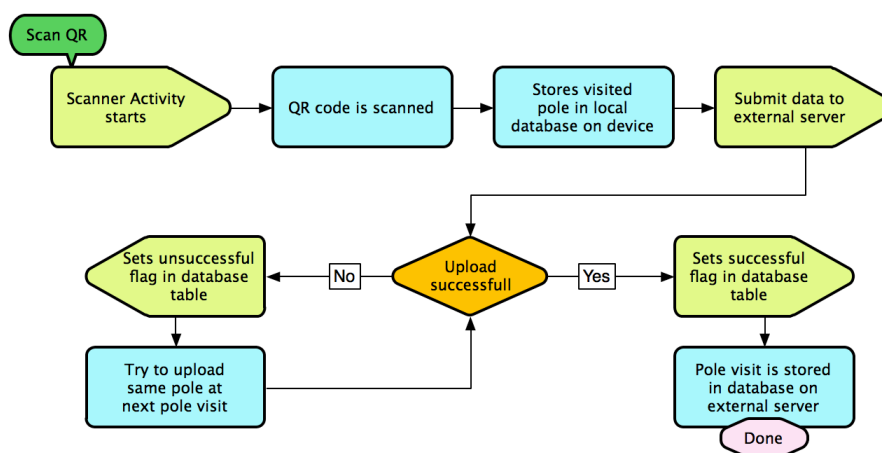 Scan QR
Scanner Activity
starts
QR code is scanned
Stores visited
pole in local
database on device
Submit data to
external server
Sets unsuccessful
flag in database
table
No
Upload
successfull
Yes
Sets successful
flag in database
table
Try to upload
same pole at
next pole visit
Pole visit is stored
in database on
external server
Done